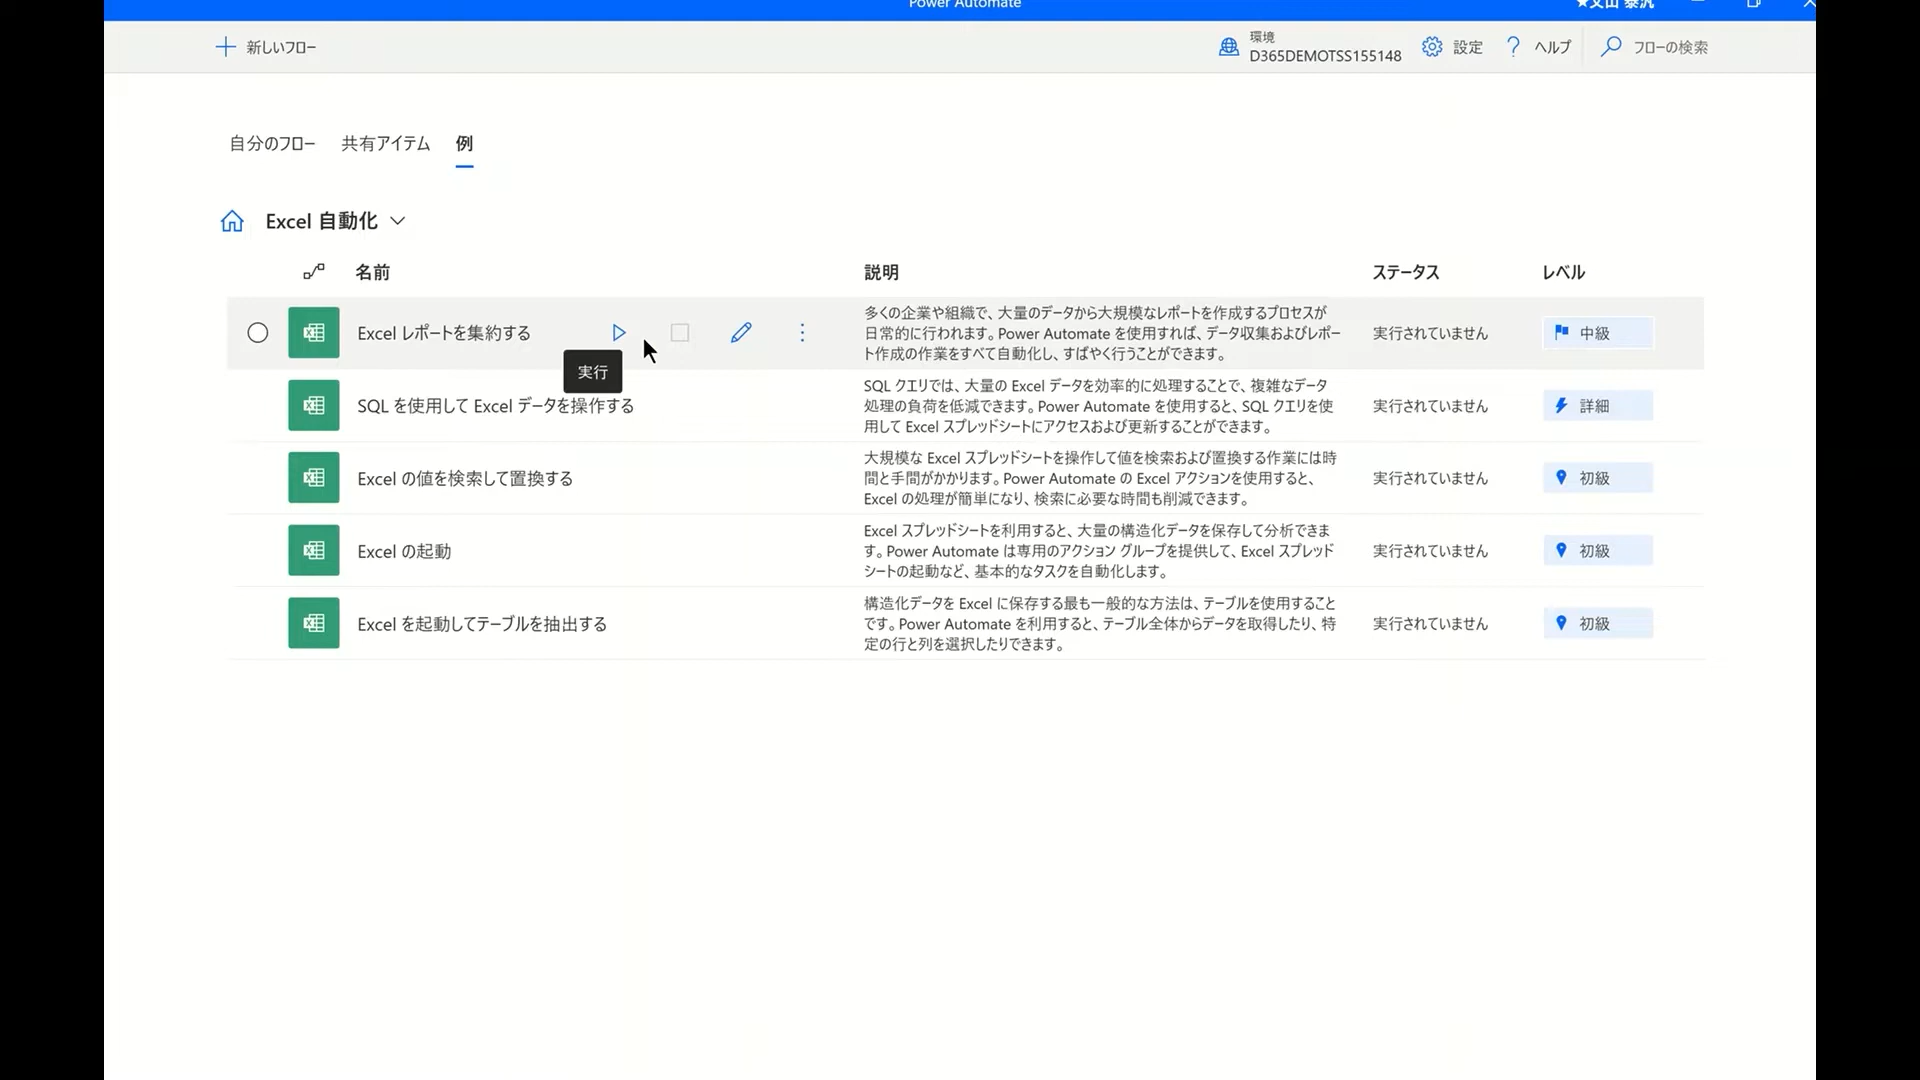 Power Automate
新しいフロー
環境
D365DEMOTSS155148
設定
ヘルプ
フローの検索
自分のフロー 共有アイテム 例
Excel 自動化
名前 説明 ステータス レベル
Excel レポートを集約する
多くの企業や組織で、大量のデータから大規模なレポートを作成するプロセスが
日常的に行われます。Power Automate を使用すれば、データ収集およびレポー
ト作成の作業をすべて自動化し、すばやく行うことができます。
実行されていません
中級
実行
SQL を使用して Excel データを操作する
SQL クエリでは、大量の Excel データを効率的に処理することで、複雑なデータ
処理の負荷を低減できます。Power Automate を使用すると、SQL クエリを使
用して Excel スプレッドシートにアクセスおよび更新することができます。
実行されていません
詳細
Excel の値を検索して置換する
大規模な Excel スプレッドシートを操作して値を検索および置換する作業には時
間と手間がかかります。Power Automate の Excel アクションを使用すると、
Excel の処理が簡単になり、検索に必要な時間も削減できます。
実行されていません
初級
Excel の起動
Excel スプレッドシートを利用すると、大量の構造化データを保存して分析できま
す。Power Automate は専用のアクション グループを提供して、Excel スプレッド
シートの起動など、基本的なタスクを自動化します。
実行されていません
初級
Excel を起動してテーブルを抽出する
構造化データを Excel に保存する最も一般的な方法は、テーブルを使用すること
です。Power Automate を利用すると、テーブル全体からデータを取得したり、特
定の行と列を選択したりできます。
実行されていません
初級